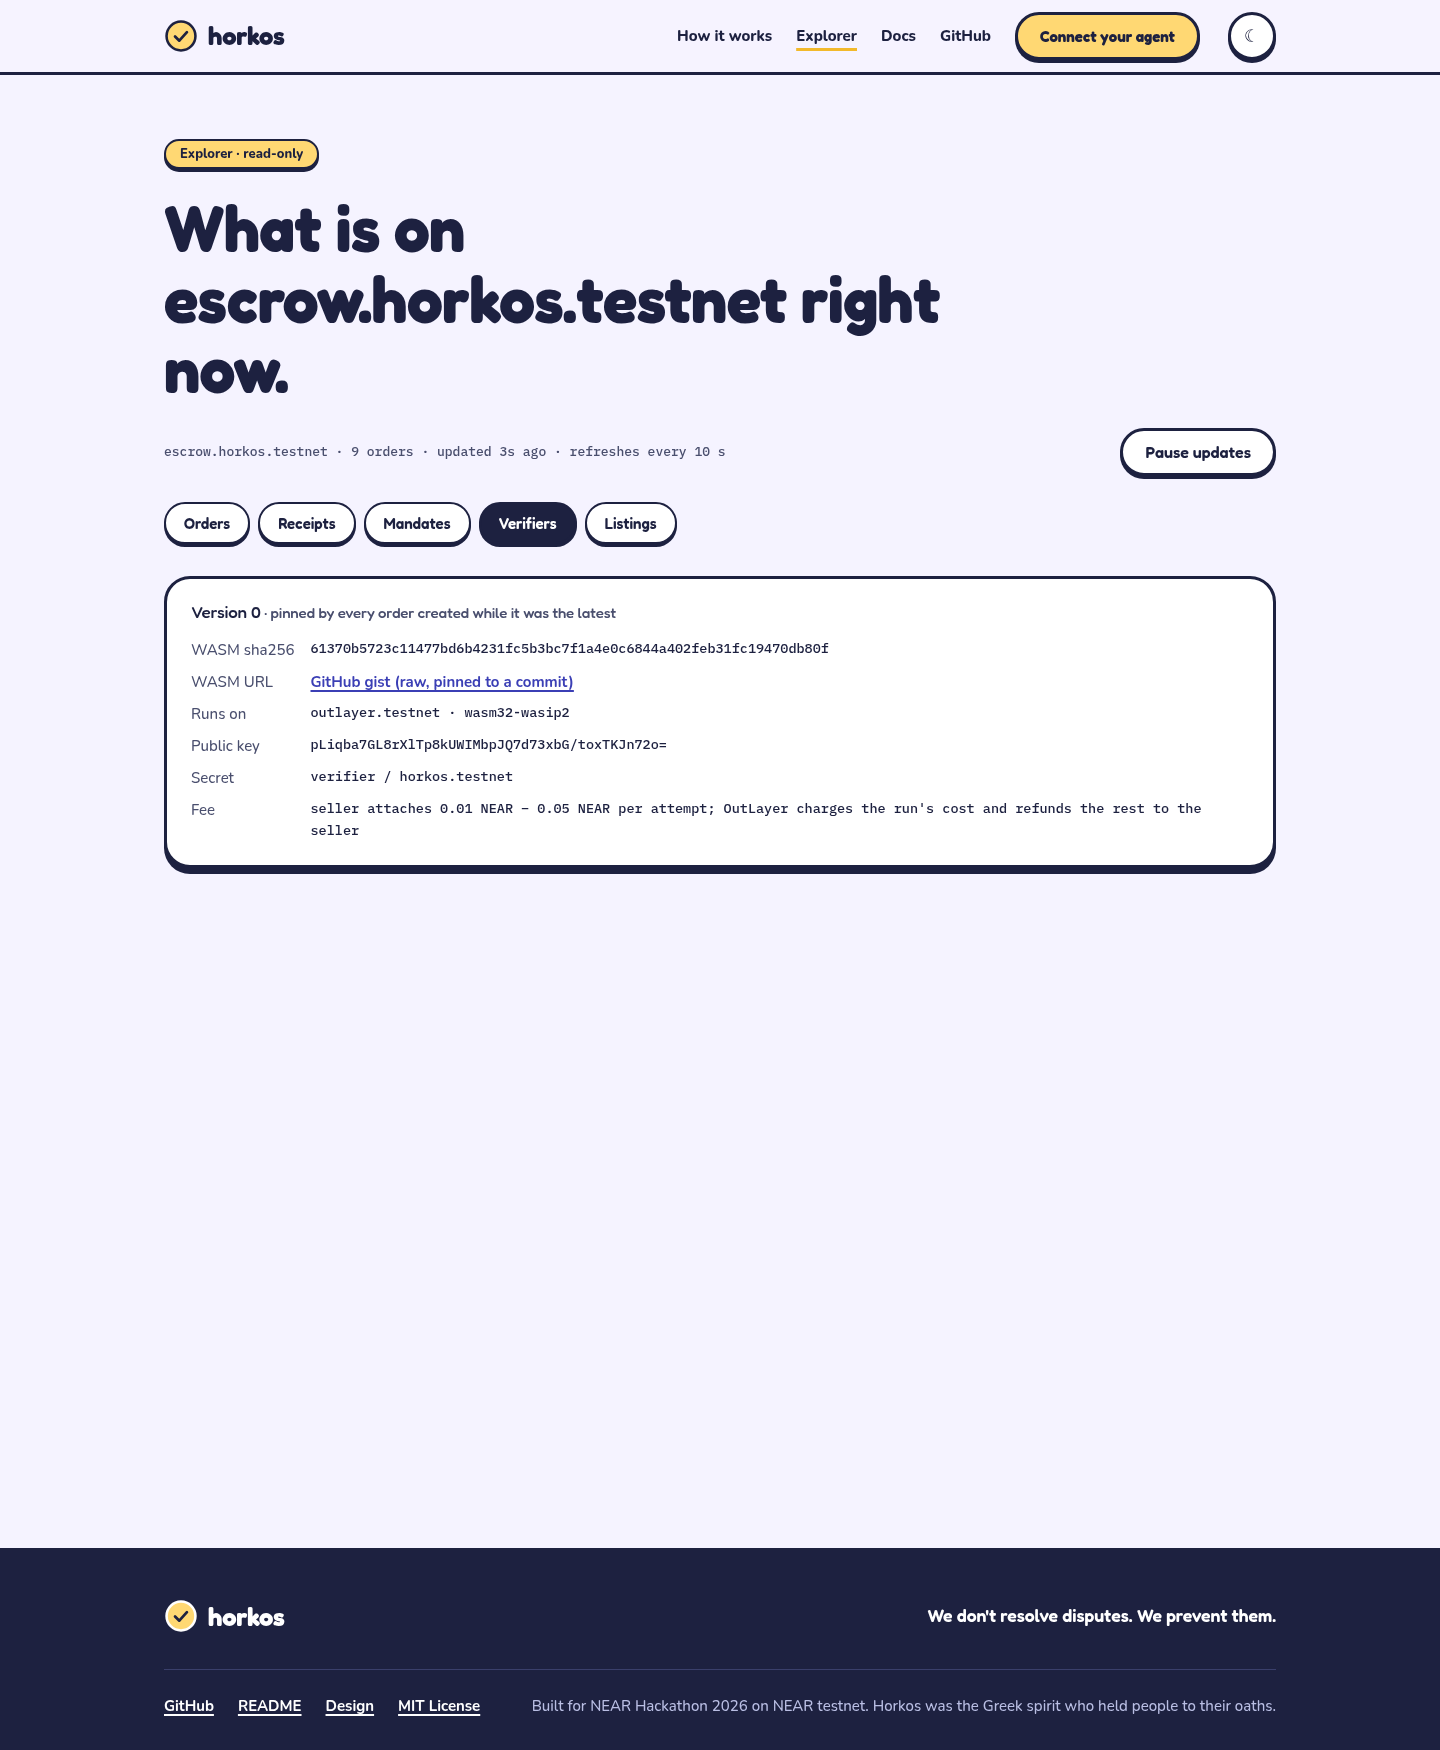 horkos
How it works
Explorer
Docs
GitHub
Connect your agent
Explorer · read-only
What is on
escrow.horkos.testnet right
now.
escrow.horkos.testnet · 9 orders · updated 3s ago · refreshes every 10 s
Pause updates
Orders
Receipts
Mandates
Verifiers
Listings
Version 0 · pinned by every order created while it was the latest
WASM sha256 61370b5723c11477bd6b4231fc5b3bc7f1a4e0c6844a402feb31fc19470db80f
WASM URL GitHub gist (raw, pinned to a commit)
Runs on outlayer.testnet · wasm32-wasip2
Public key pLiqba7GL8rXlTp8kUWIMbpJQ7d73xbG/toxTKJn72o=
Secret verifier / horkos.testnet
Fee seller attaches 0.01 NEAR – 0.05 NEAR per attempt; OutLayer charges the run's cost and refunds the rest to the
seller
horkos
We don't resolve disputes. We prevent them.
GitHub
README
Design
MIT License
Built for NEAR Hackathon 2026 on NEAR testnet. Horkos was the Greek spirit who held people to their oaths.